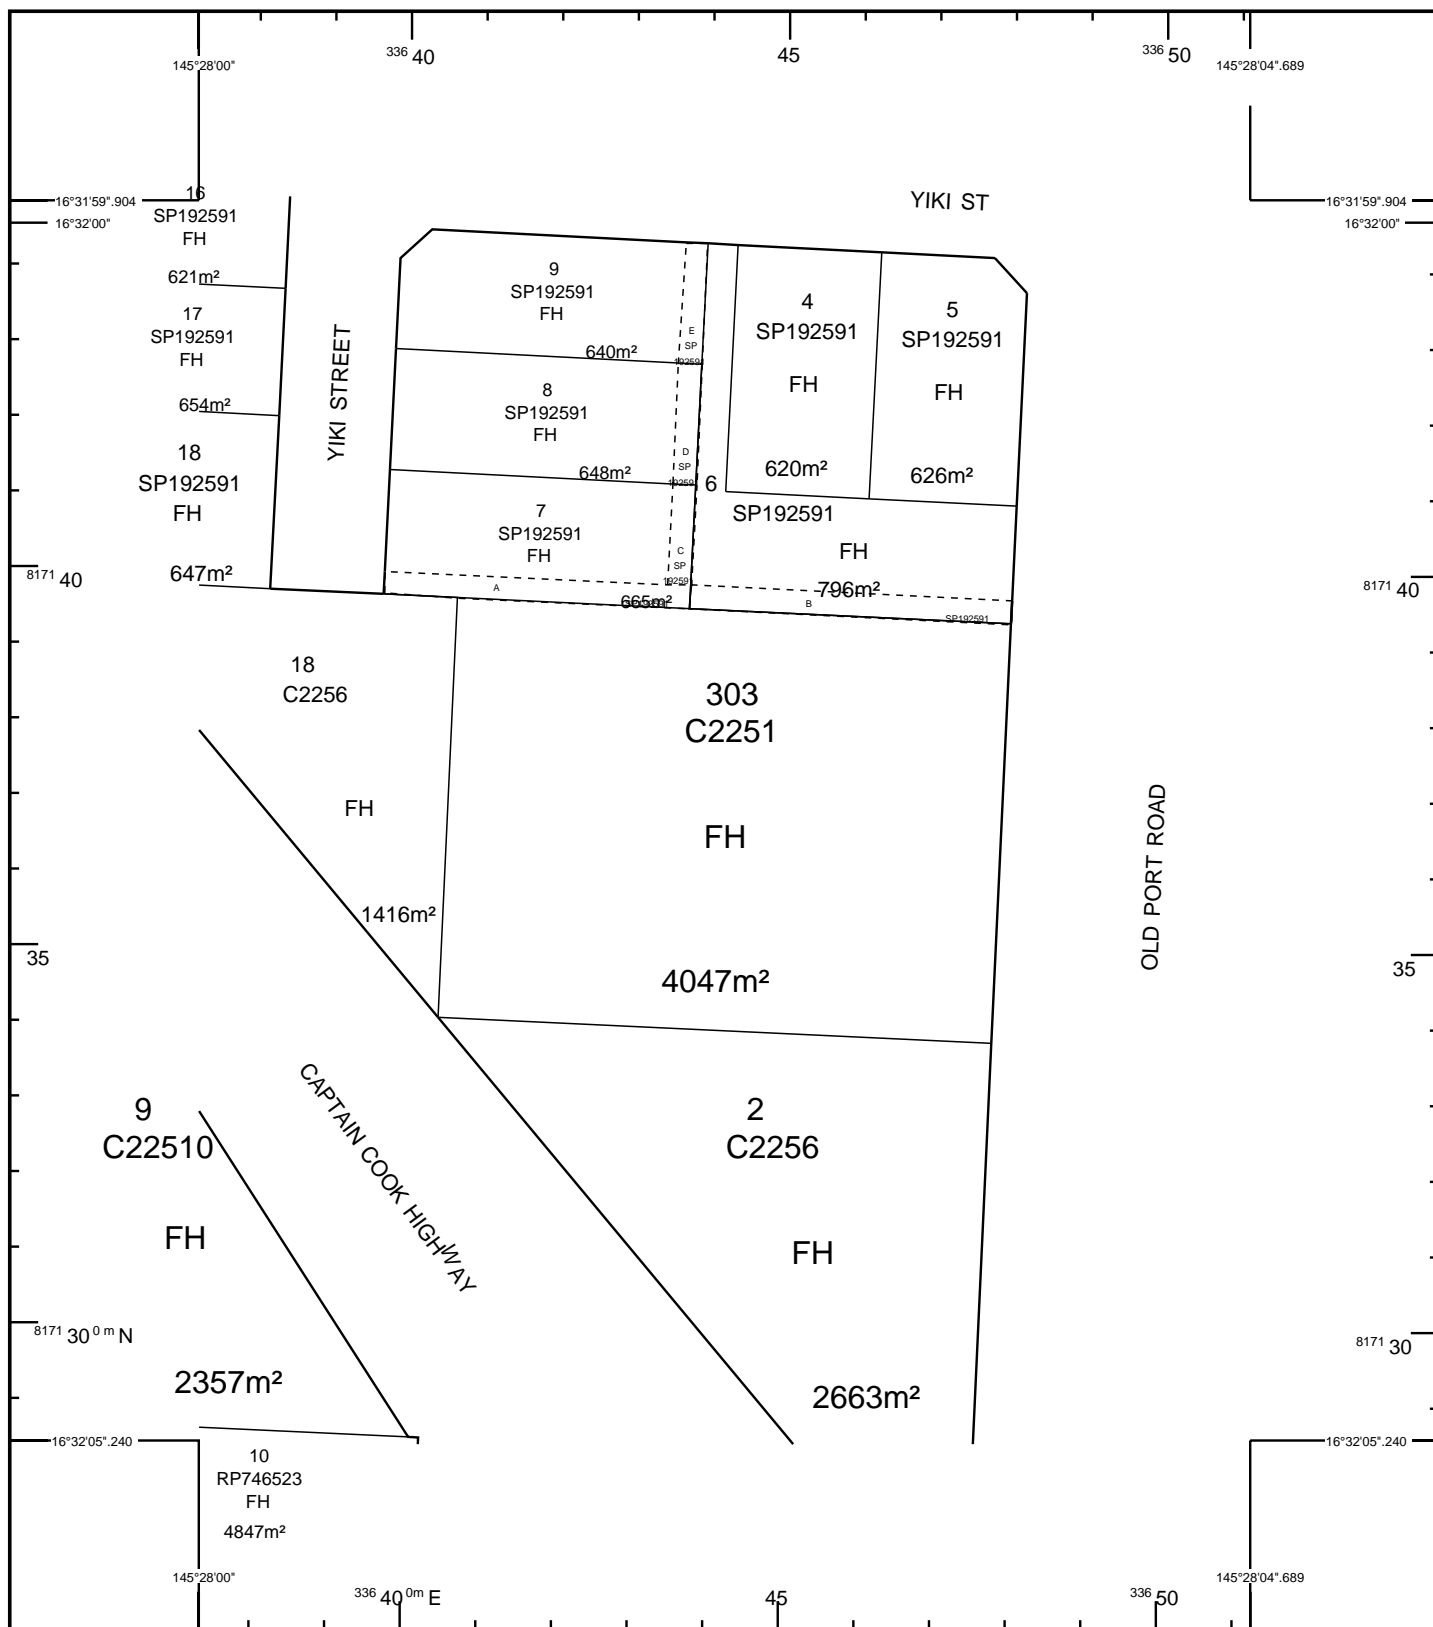 336 40
45
336 50
145°28'00"
145°28'04".689
16°31'59".904
16°32'00"
16°31'59".904
16°32'00"
YIKI ST
16
SP192591
FH
621m²
17
SP192591
FH
654m²
18
SP192591
FH
647m²
YIKI STREET
9
SP192591
FH
640m²
8
SP192591
FH
648m²
7
SP192591
FH
665m²
E
SP
192591
D
SP
192591
C
SP
192591
A
4
SP192591
FH
620m²
5
SP192591
FH
626m²
6
SP192591
FH
796m²
B
SP192591
8171 40
8171 40
18
C2256
FH
1416m²
303
C2251
FH
4047m²
OLD PORT ROAD
35
35
CAPTAIN COOK HIGHWAY
9
C22510
FH
2357m²
2
C2256
FH
2663m²
8171 30 0 m N
8171 30
16°32'05".240
16°32'05".240
10
RP746523
FH
4847m²
145°28'00"
145°28'04".689
336 40 0m E
45
336 50